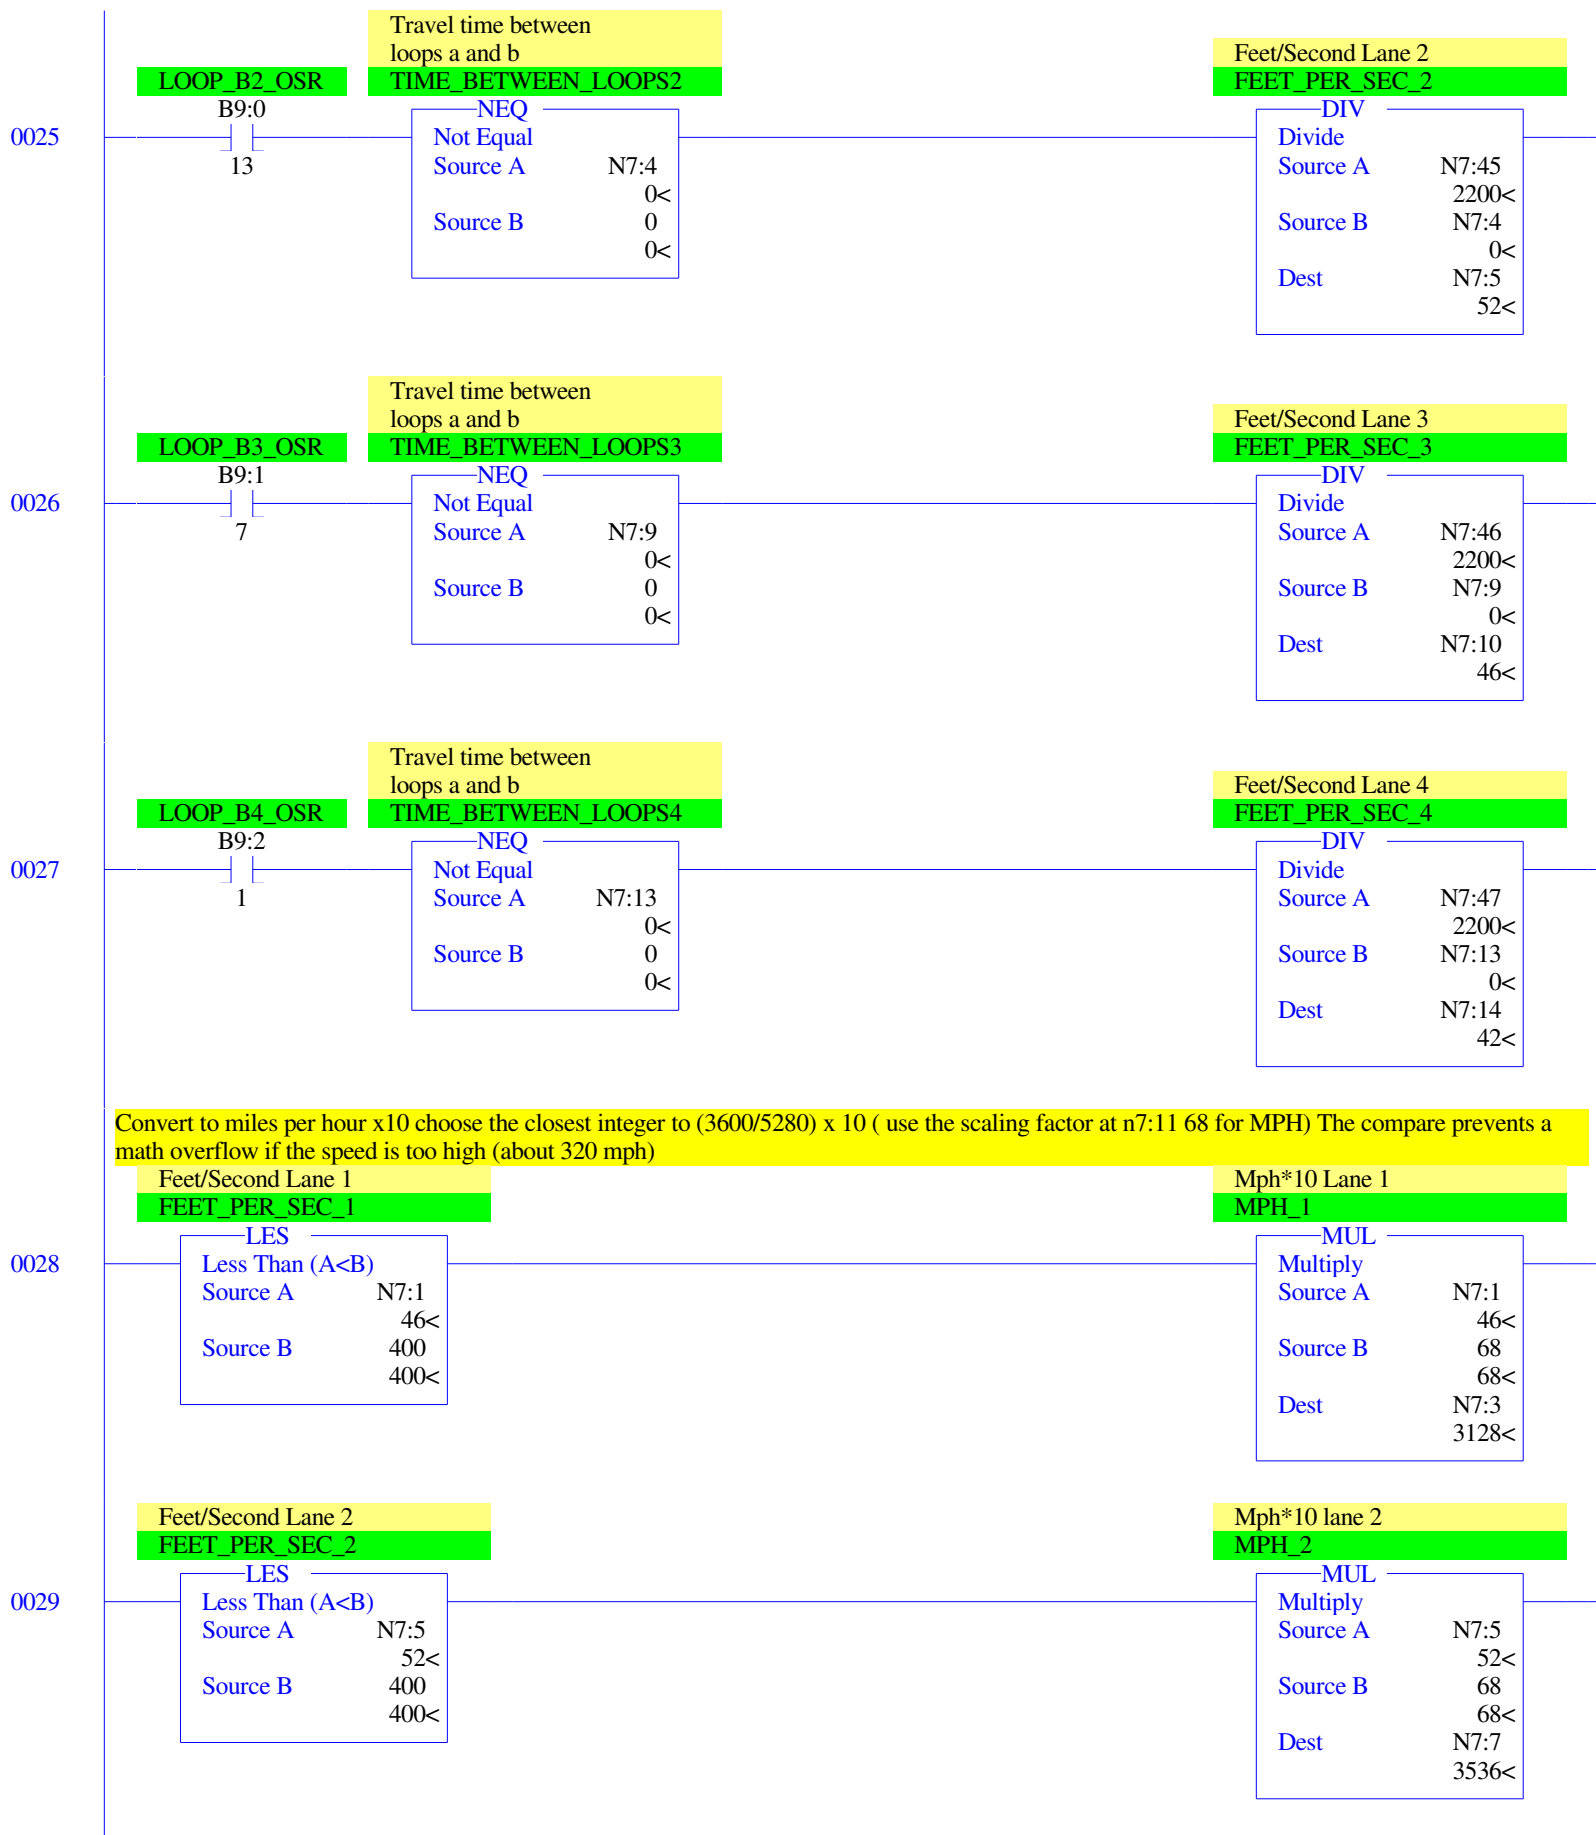 Travel time between
loops a and b
Feet/Second Lane 2
LOOP_B2_OSR TIME_BETWEEN_LOOPS2 FEET_PER_SEC_2
B9:0 NEQ DIV
0025 Not Equal Divide
13 Source A N7:4 Source A N7:45
0< 2200<
Source B 0 Source B N7:4
0< 0<
Dest N7:5
52<
Travel time between
loops a and b
Feet/Second Lane 3
LOOP_B3_OSR TIME_BETWEEN_LOOPS3 FEET_PER_SEC_3
B9:1 NEQ DIV
0026 Not Equal Divide
7 Source A N7:9 Source A N7:46
0< 2200<
Source B 0 Source B N7:9
0< 0<
Dest N7:10
46<
Travel time between
loops a and b
Feet/Second Lane 4
LOOP_B4_OSR TIME_BETWEEN_LOOPS4 FEET_PER_SEC_4
B9:2 NEQ DIV
0027 Not Equal Divide
1 Source A N7:13 Source A N7:47
0< 2200<
Source B 0 Source B N7:13
0< 0<
Dest N7:14
42<
Convert to miles per hour x10 choose the closest integer to (3600/5280) x 10 ( use the scaling factor at n7:11 68 for MPH) The compare prevents a
math overflow if the speed is too high (about 320 mph)
Feet/Second Lane 1 Mph*10 Lane 1
FEET_PER_SEC_1 MPH_1
LES MUL
0028 Less Than (A<B) Multiply
Source A N7:1 Source A N7:1
46< 46<
Source B 400 Source B 68
400< 68<
Dest N7:3
3128<
Feet/Second Lane 2 Mph*10 lane 2
FEET_PER_SEC_2 MPH_2
LES MUL
0029 Less Than (A<B) Multiply
Source A N7:5 Source A N7:5
52< 52<
Source B 400 Source B 68
400< 68<
Dest N7:7
3536<